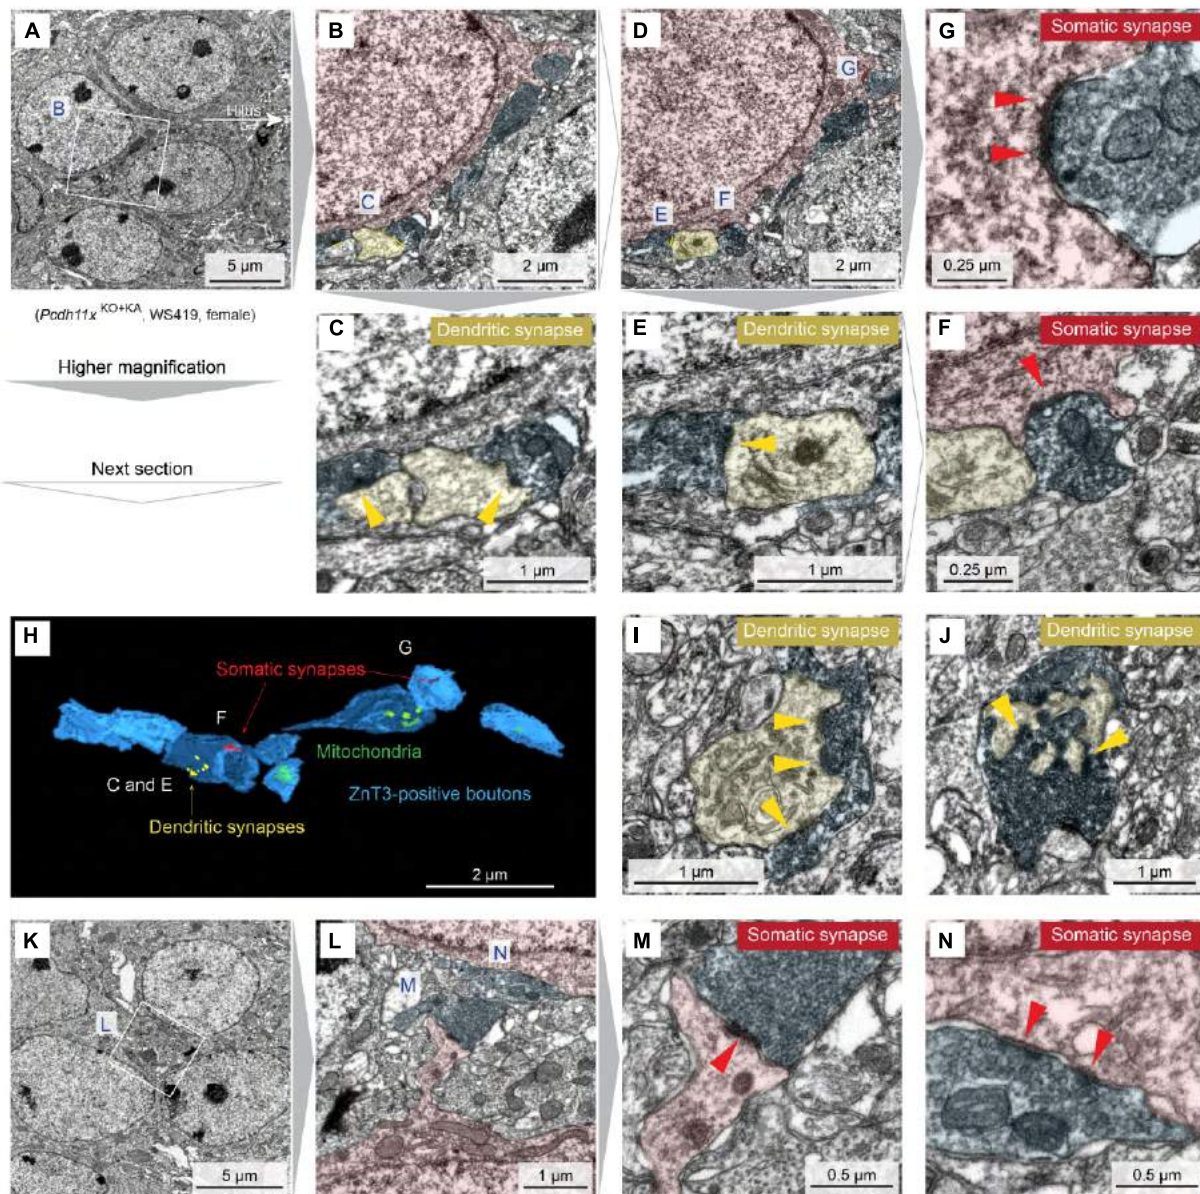 A
B
Hilus
5 μm
B
C
2 μm
D
G
E
F
2 μm
G
Somatic synapse
0.25 μm
(Pcdh11x KO+KA, WS419, female)
Higher magnification
Next section
C
Dendritic synapse
1 μm
E
Dendritic synapse
1 μm
F
Somatic synapse
0.25 μm
H
G
Somatic synapses
F
Mitochondria
C and E
ZnT3-positive boutons
Dendritic synapses
2 μm
I
Dendritic synapse
1 μm
J
Dendritic synapse
1 μm
K
L
5 μm
L
N
M
1 μm
M
Somatic synapse
0.5 μm
N
Somatic synapse
0.5 μm